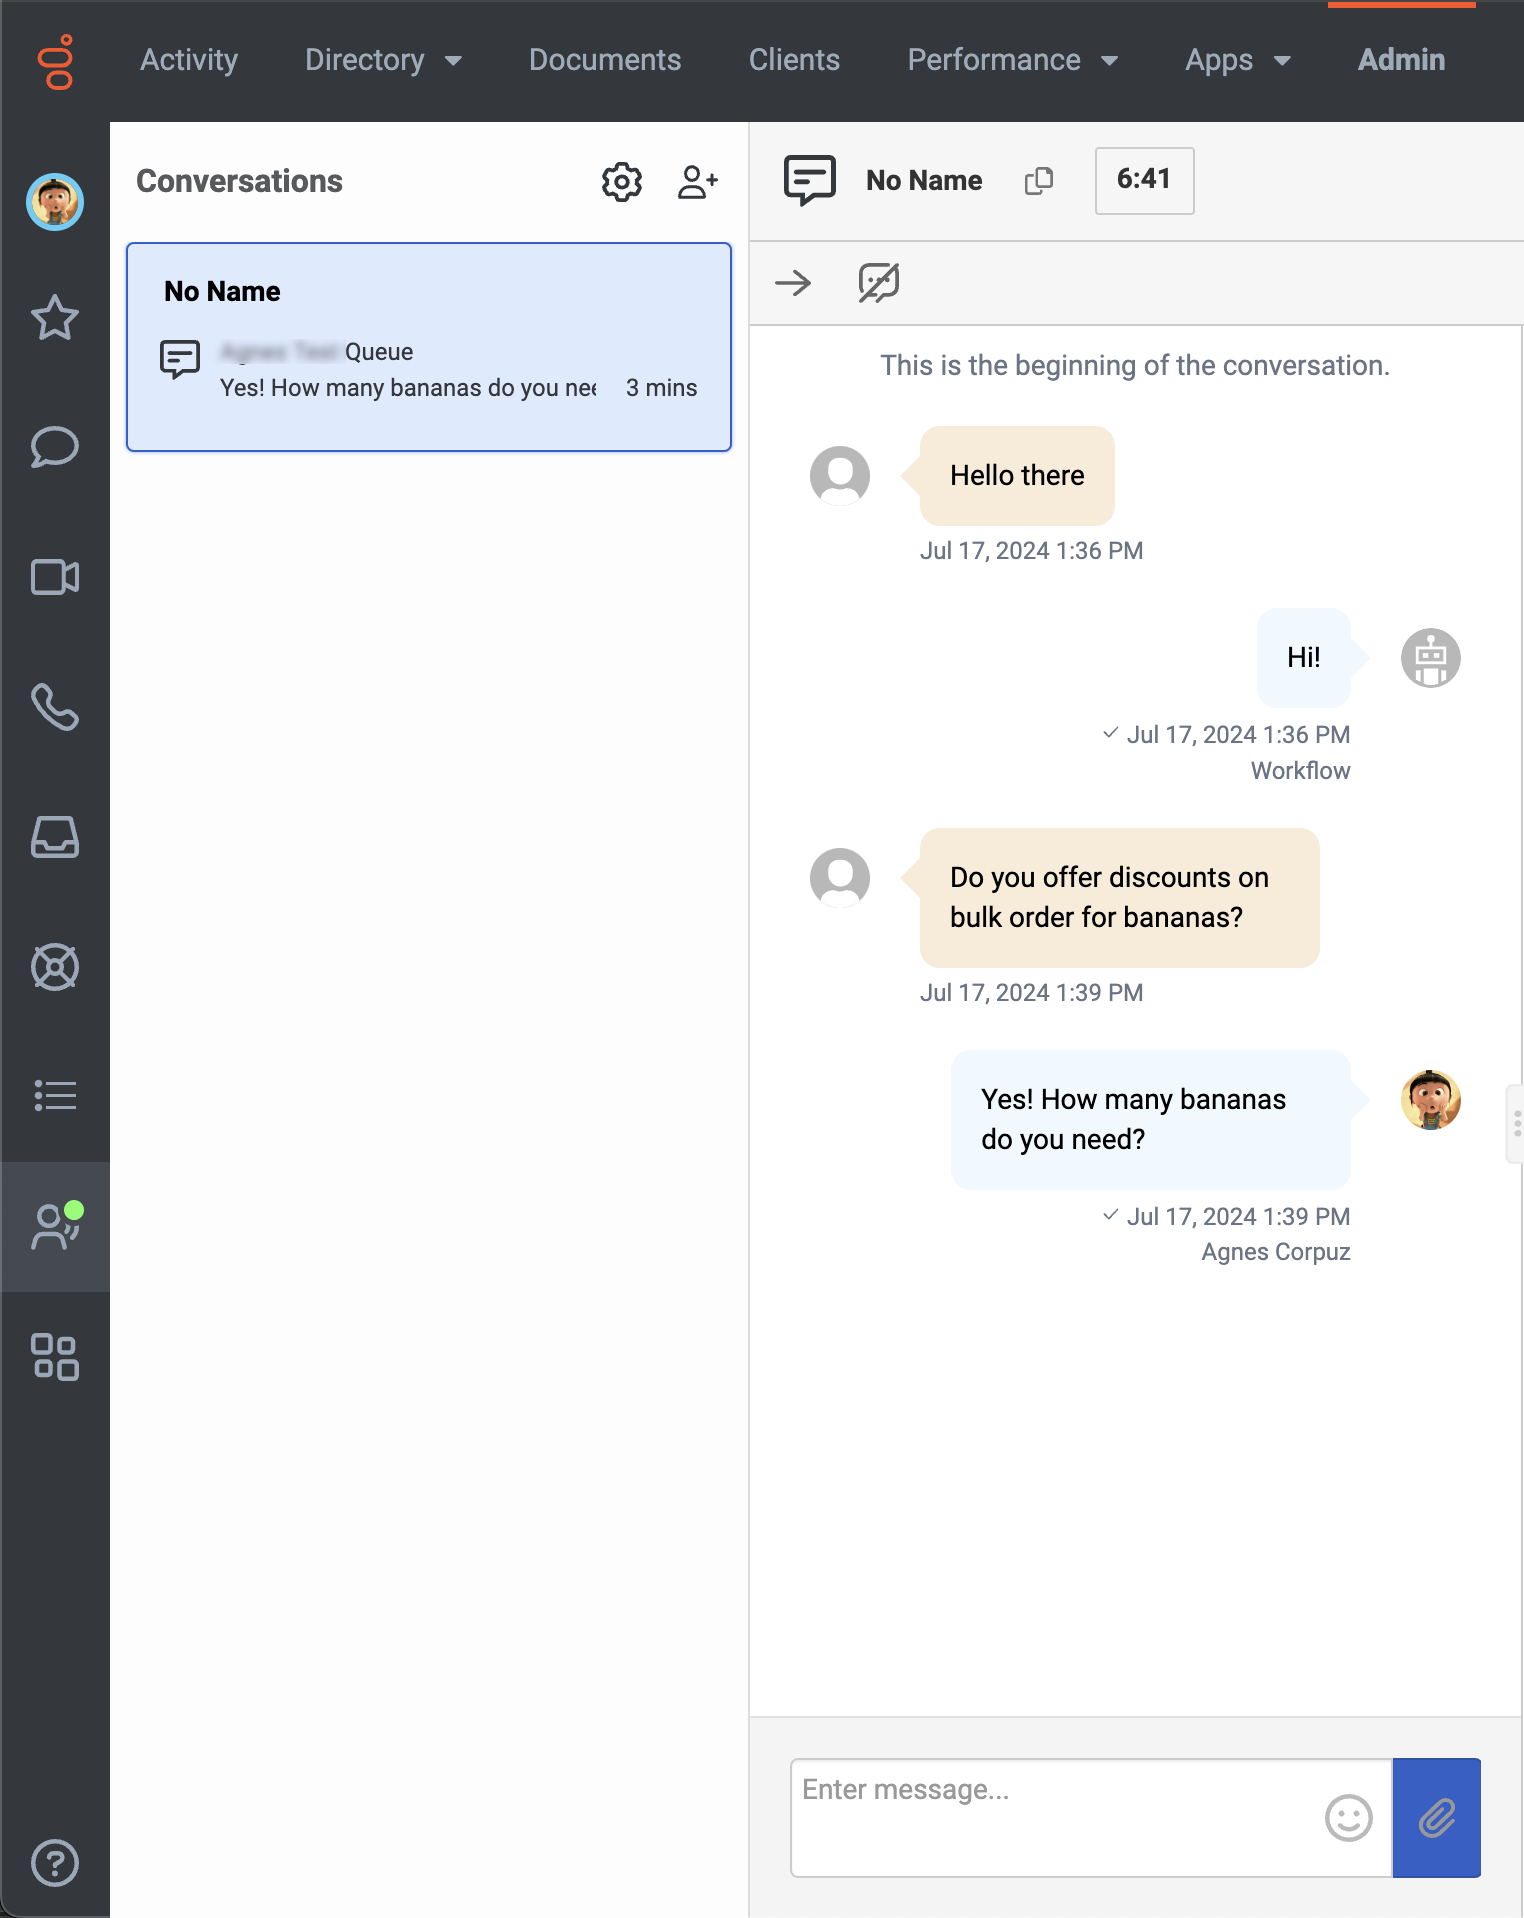 Activity
Directory
Documents
Clients
Performance
Apps
Admin
Conversations
No Name
Queue
Yes! How many bananas do you nee
3 mins
No Name
6:41
This is the beginning of the conversation.
Hello there
Jul 17, 2024 1:36 PM
Hi!
Jul 17, 2024 1:36 PM
Workflow
Do you offer discounts on
bulk order for bananas?
Jul 17, 2024 1:39 PM
Yes! How many bananas
do you need?
Jul 17, 2024 1:39 PM
Agnes Corpuz
Enter message...